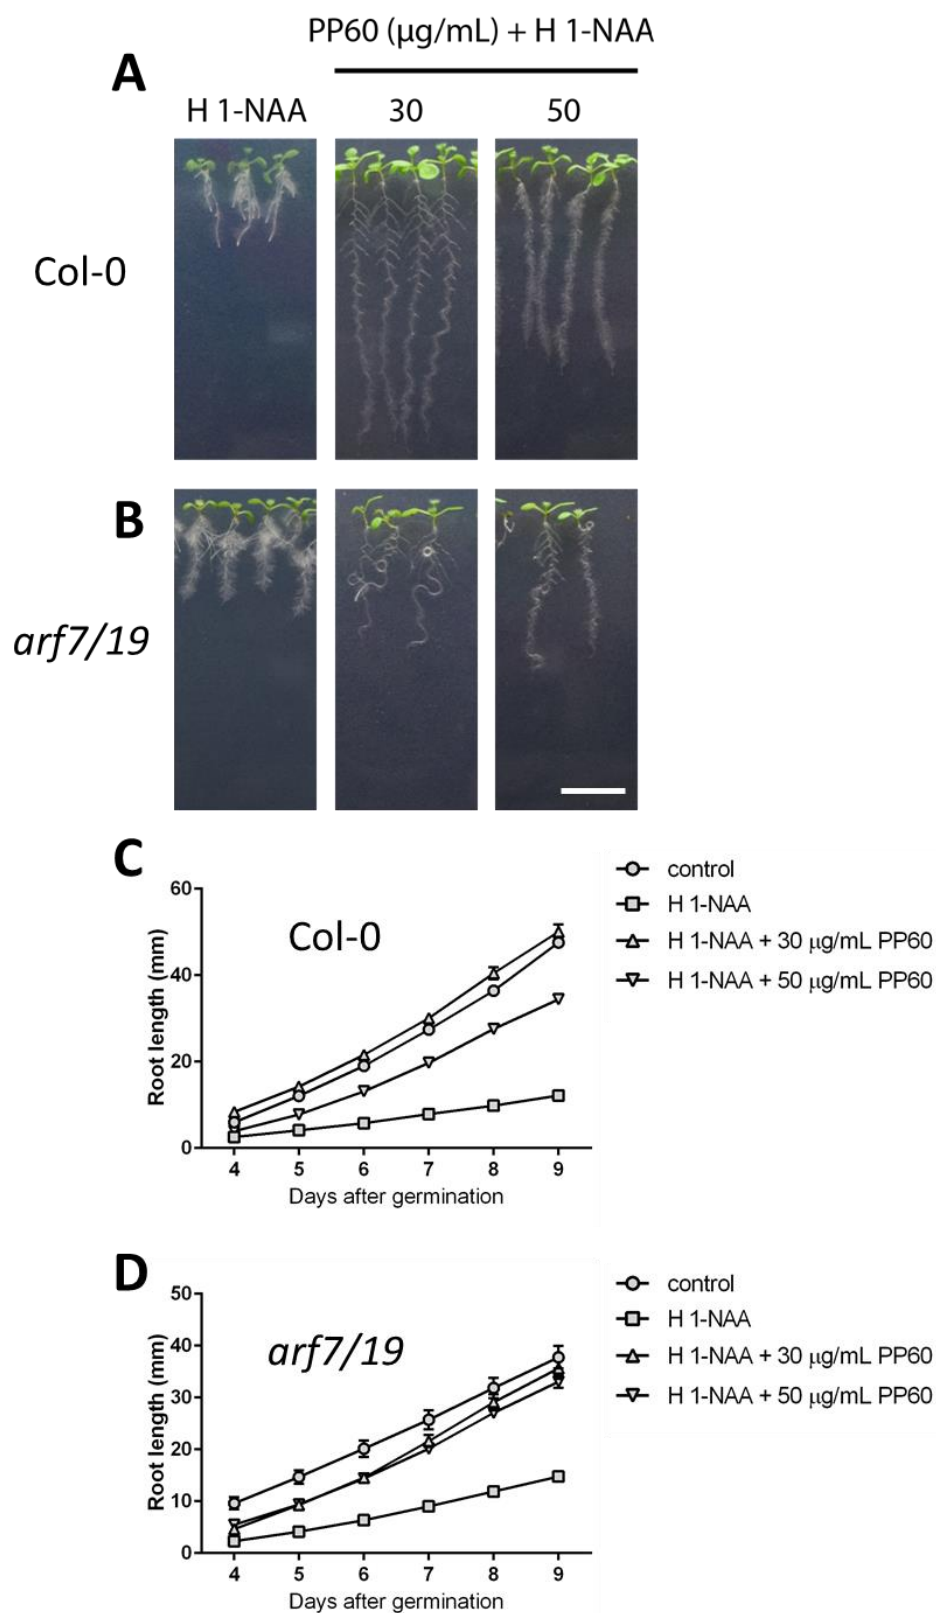 PP60 (µg/mL) + H 1-NAA
A
H 1-NAA 30 50
Col-0
B
arf7/19
C
60
40
20
0
Root length (mm)
Col-0
4 5 6 7 8 9
Days after germination
control
H 1-NAA
H 1-NAA + 30 µg/mL PP60
H 1-NAA + 50 µg/mL PP60
D
50
40
30
20
10
0
Root length (mm)
arf7/19
4 5 6 7 8 9
Days after germination
control
H 1-NAA
H 1-NAA + 30 µg/mL PP60
H 1-NAA + 50 µg/mL PP60